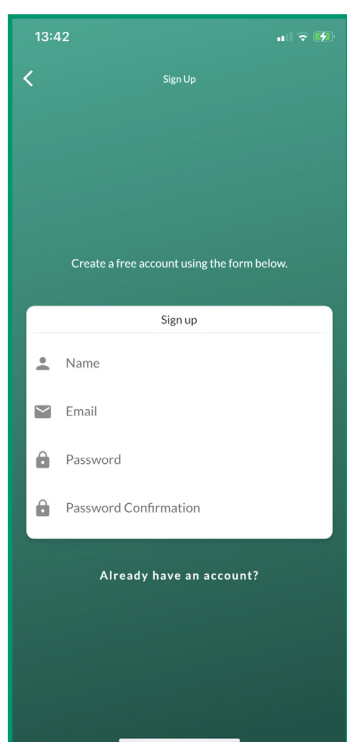 13:42
Sign Up
Create a free account using the form below.
Sign up
Name
Email
Password
Password Confirmation
Already have an account?